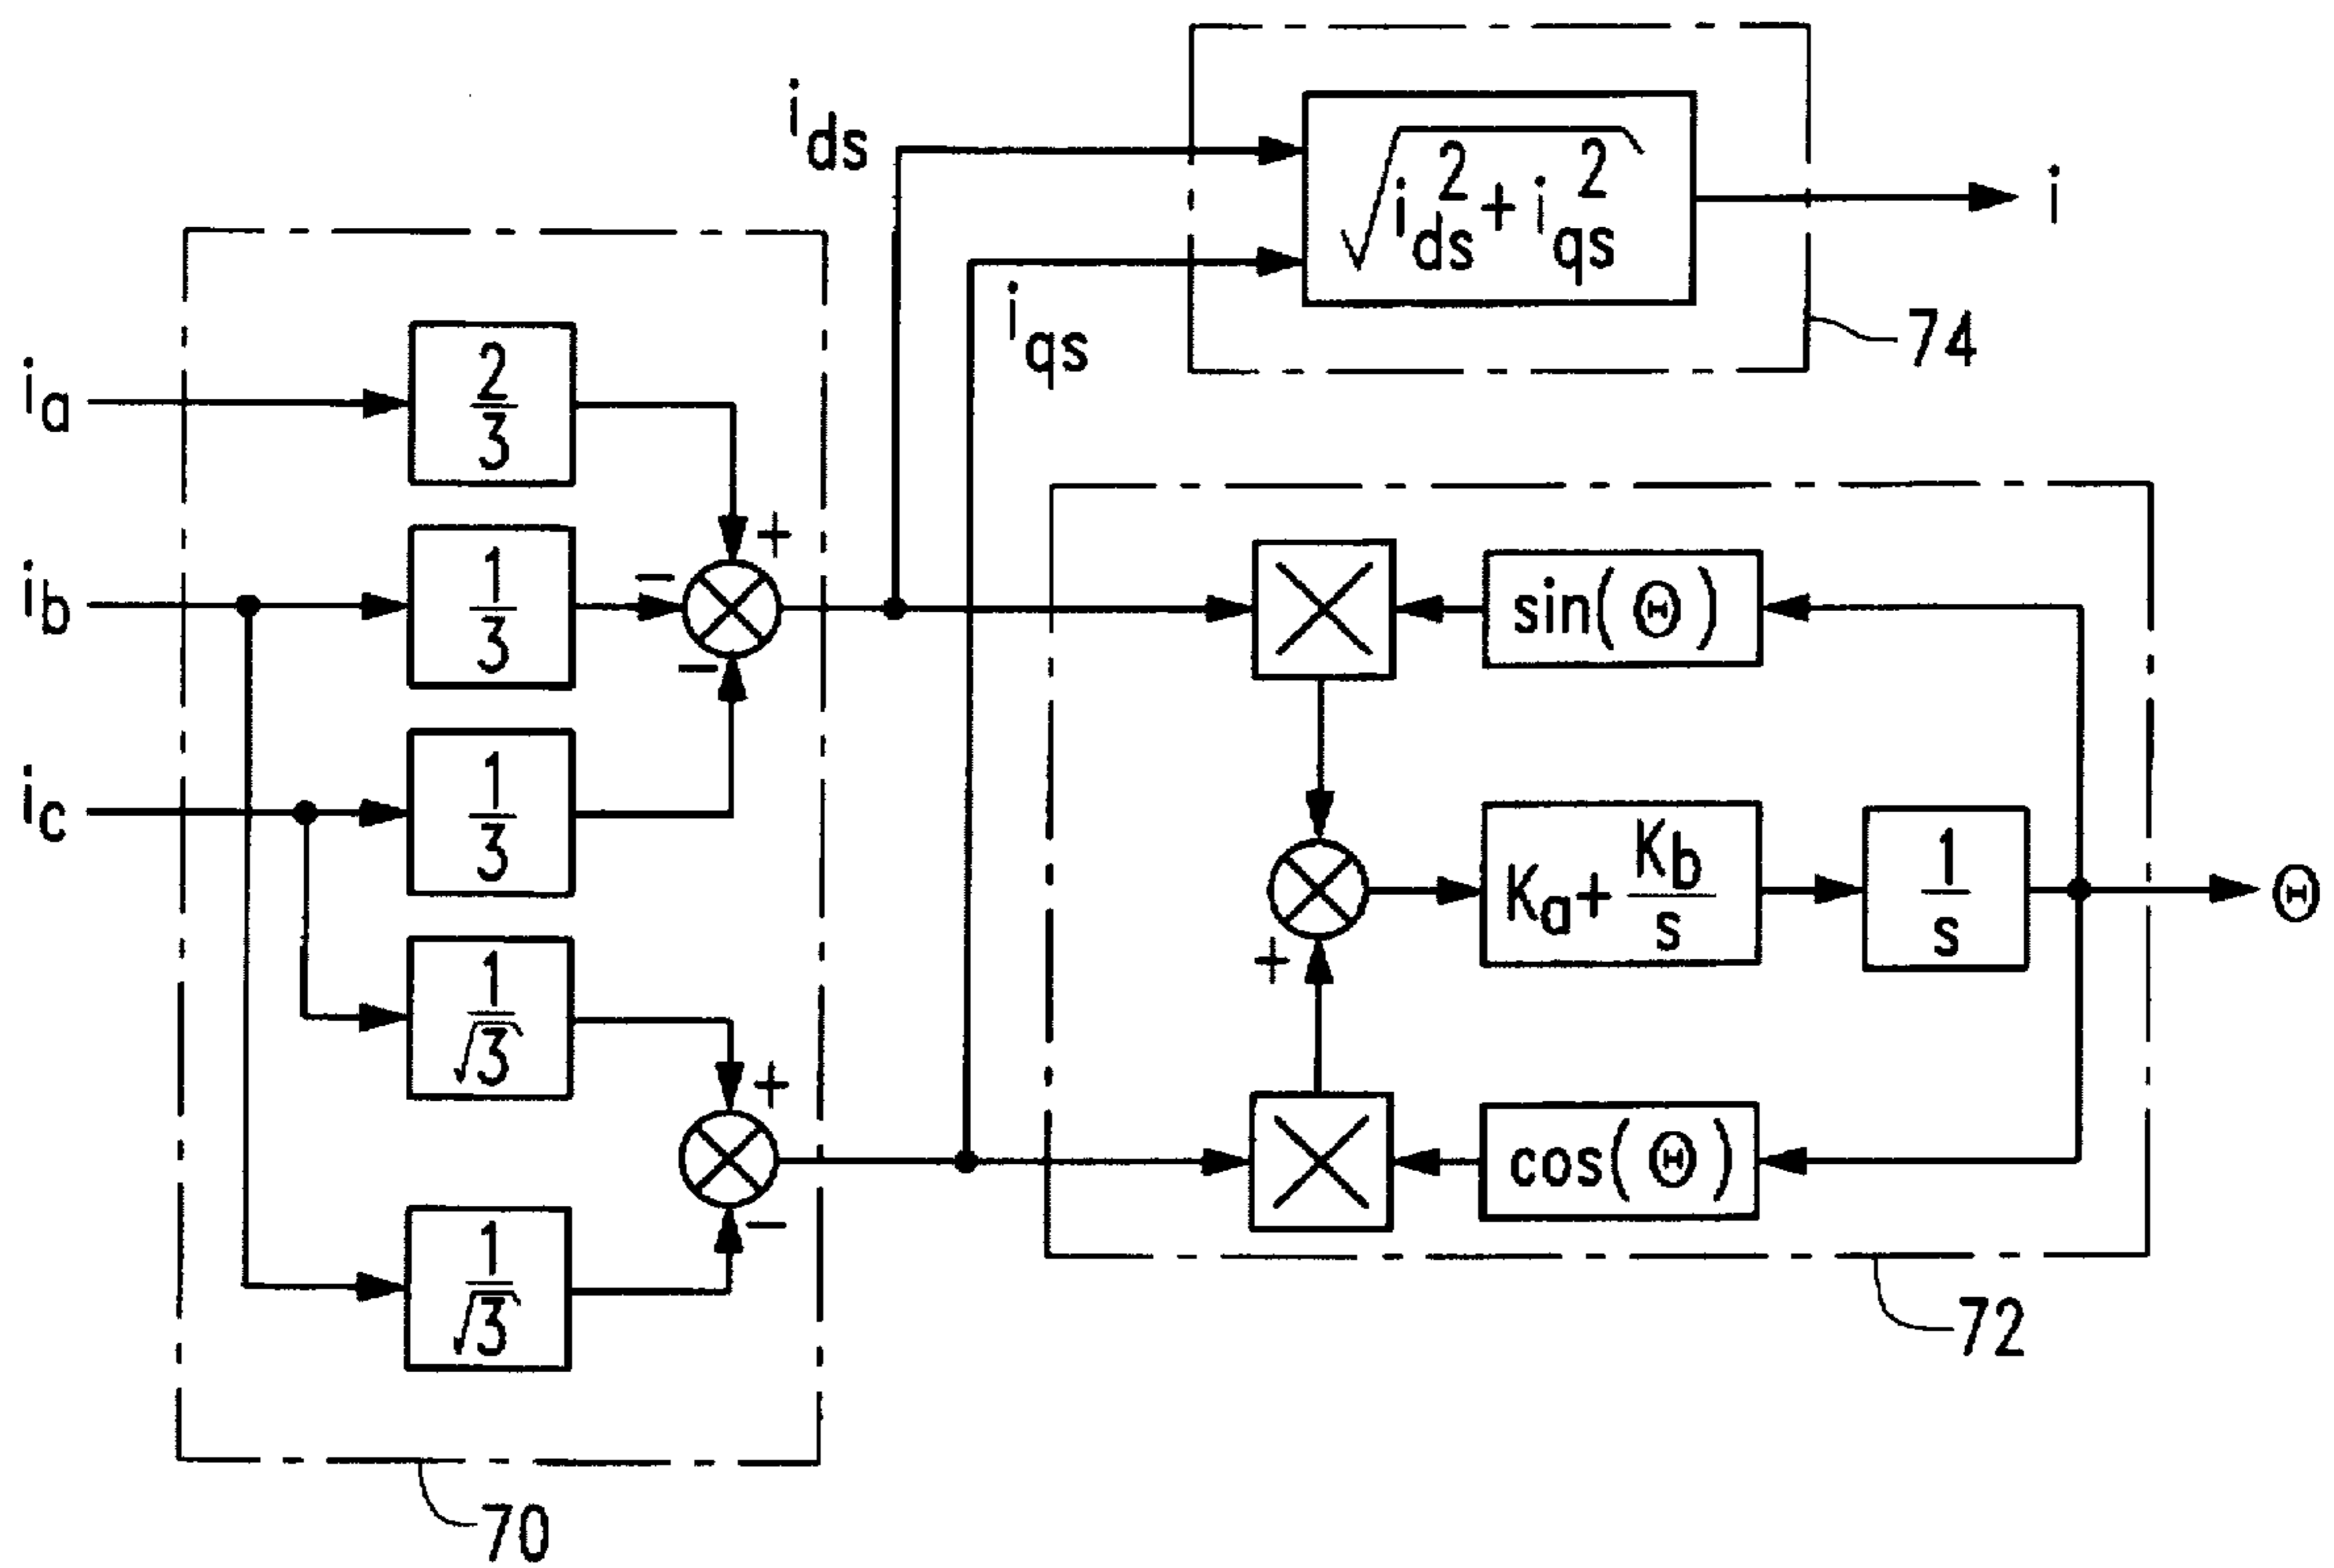 i_ds
√(i_ds² + i_qs²)
i
i_qs
74
i_a
2/3
+
i_b
1/3
−
−
sin(Θ)
i_c
1/3
K_a + K_b/s
1/s
Θ
1/√3
+
+
cos(Θ)
1/√3
−
72
70